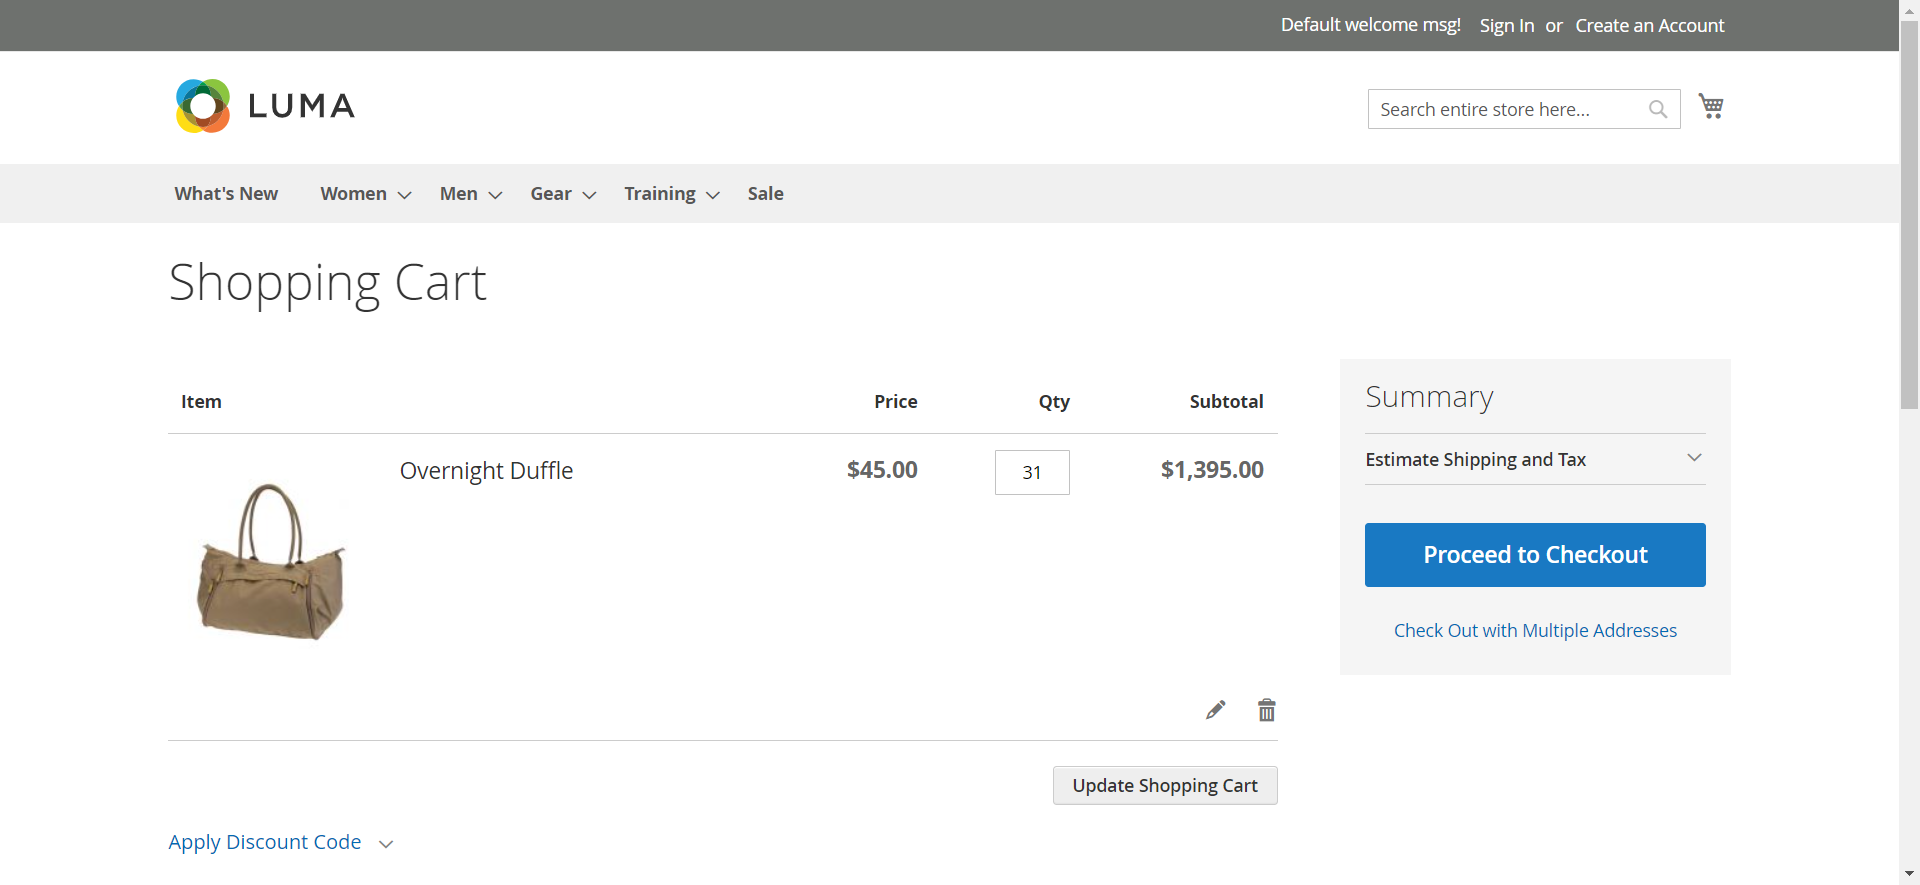 Default welcome msg! Sign In or Create an Account
LUMA
Search entire store here...
What's New Women Men Gear Training Sale
Shopping Cart
Item Price Qty Subtotal
Overnight Duffle $45.00 31 $1,395.00
Summary
Estimate Shipping and Tax
Proceed to Checkout
Check Out with Multiple Addresses
Update Shopping Cart
Apply Discount Code